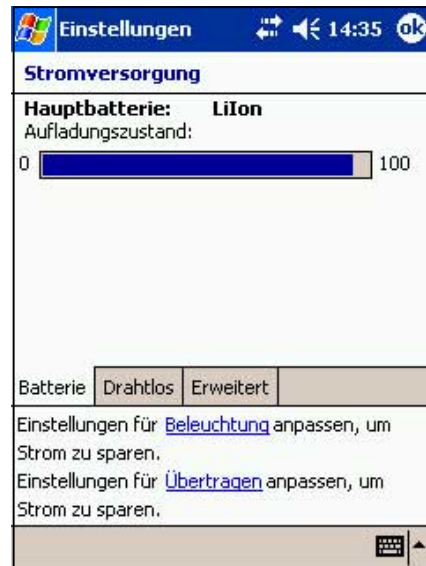 Einstellungen 14:35 ok
Stromversorgung
Hauptbatterie: LiIon
Aufladungszustand:
0 100
Batterie Drahtlos Erweitert
Einstellungen für Beleuchtung anpassen, um
Strom zu sparen.
Einstellungen für Übertragen anpassen, um
Strom zu sparen.